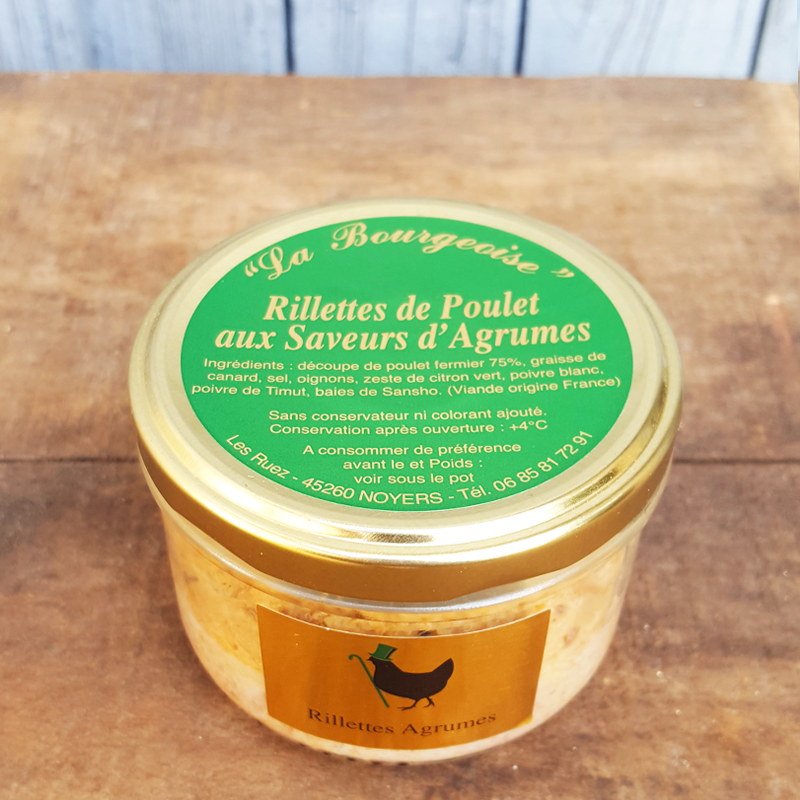 “La Bourgeoise”
Rillettes de Poulet
aux Saveurs d’Agrumes
Ingrédients : découpe de poulet fermier 75%, graisse de
canard, sel, oignons, zeste de citron vert, poivre blanc,
poivre de Timut, baies de Sansho. (Viande origine France)
Sans conservateur ni colorant ajouté.
Conservation après ouverture : +4°C
A consommer de préférence
avant le et Poids :
voir sous le pot
Les Ruez - 45260 NOYERS - Tél. 06 85 81 72 91
Rillettes Agrumes